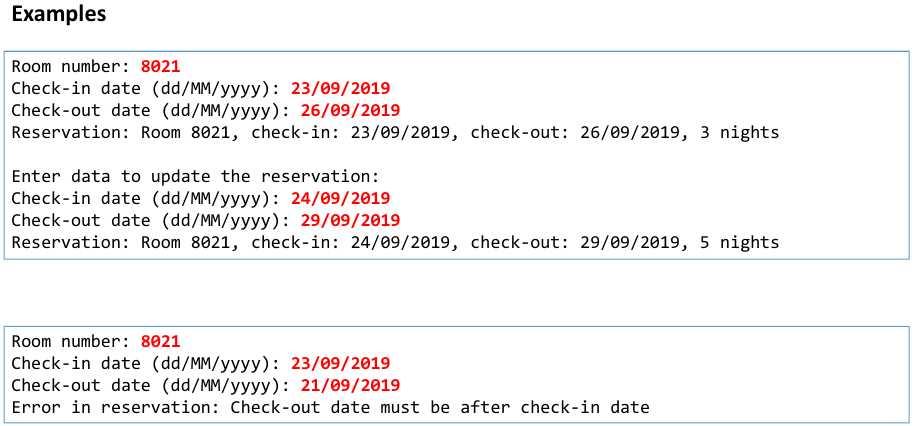 Examples
Room number: 8021
Check-in date (dd/MM/yyyy): 23/09/2019
Check-out date (dd/MM/yyyy): 26/09/2019
Reservation: Room 8021, check-in: 23/09/2019, check-out: 26/09/2019, 3 nights
Enter data to update the reservation:
Check-in date (dd/MM/yyyy): 24/09/2019
Check-out date (dd/MM/yyyy): 29/09/2019
Reservation: Room 8021, check-in: 24/09/2019, check-out: 29/09/2019, 5 nights
Room number: 8021
Check-in date (dd/MM/yyyy): 23/09/2019
Check-out date (dd/MM/yyyy): 21/09/2019
Error in reservation: Check-out date must be after check-in date